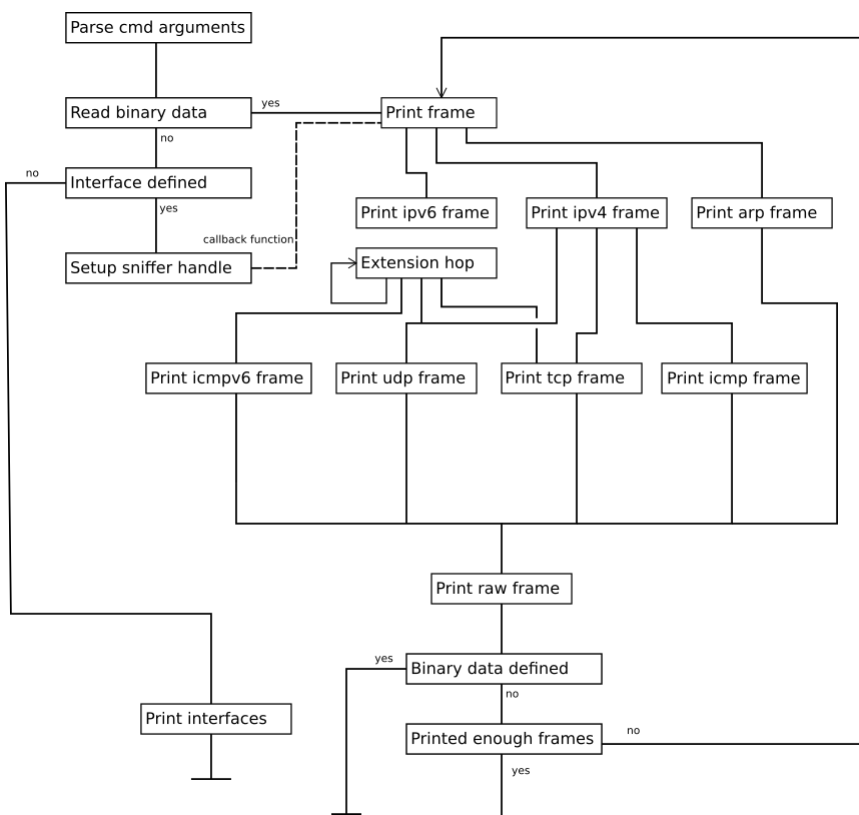 Parse cmd arguments
Read binary data
yes
Print frame
no
no
Interface defined
yes
Print ipv6 frame
Print ipv4 frame
Print arp frame
callback function
Setup sniffer handle
Extension hop
Print icmpv6 frame
Print udp frame
Print tcp frame
Print icmp frame
Print raw frame
yes
Binary data defined
no
Print interfaces
Printed enough frames
no
yes